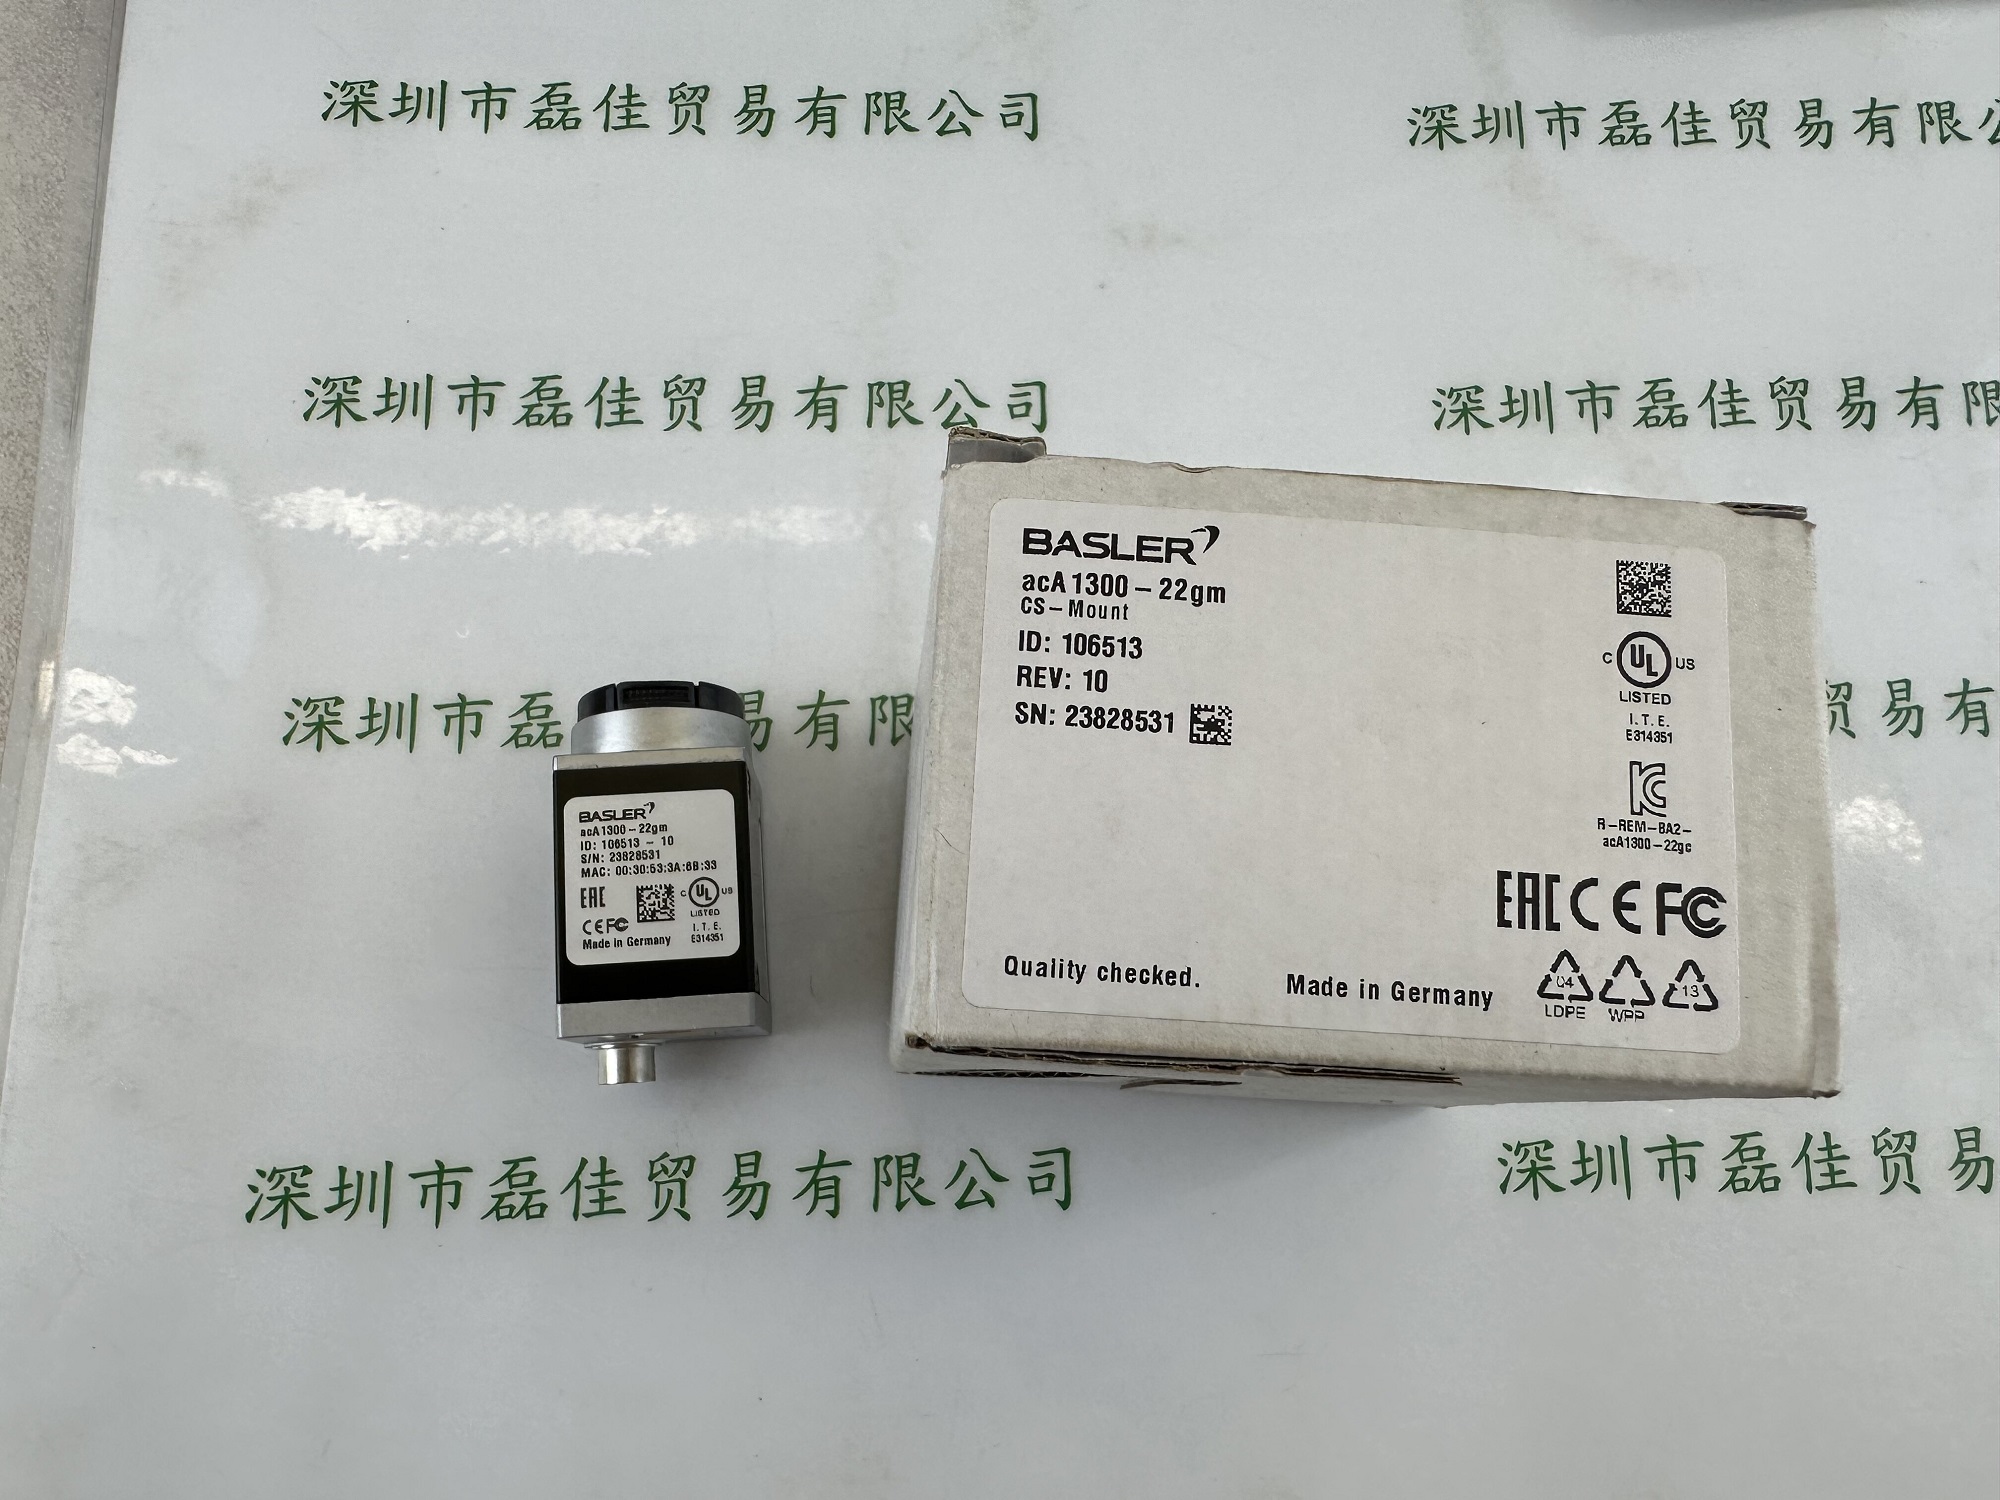 深圳市磊佳贸易有限公司
深圳市磊佳贸易有限
深圳市磊佳贸易有限公司
深圳市磊佳贸易有限
深圳市磊
易有限
贸易有
BASLER
acA1300-22gm
CS-Mount
ID: 106513
REV: 10
SN: 23828531
C UL US
LISTED
I.T.E.
E314351
R-REM-BA2-
acA1300-22gc
EAC CE FC
Quality checked.
Made in Germany
04
LDPE
WPP
13
BASLER
acA1300-22gm
ID: 106513-10
S/N: 23828531
MAC: 00:30:53:3A:6B:33
EAC
C UL US
LISTED
CE FC
I.T.E.
Made in Germany
E314351
深圳市磊佳贸易有限公司
深圳市磊佳贸易